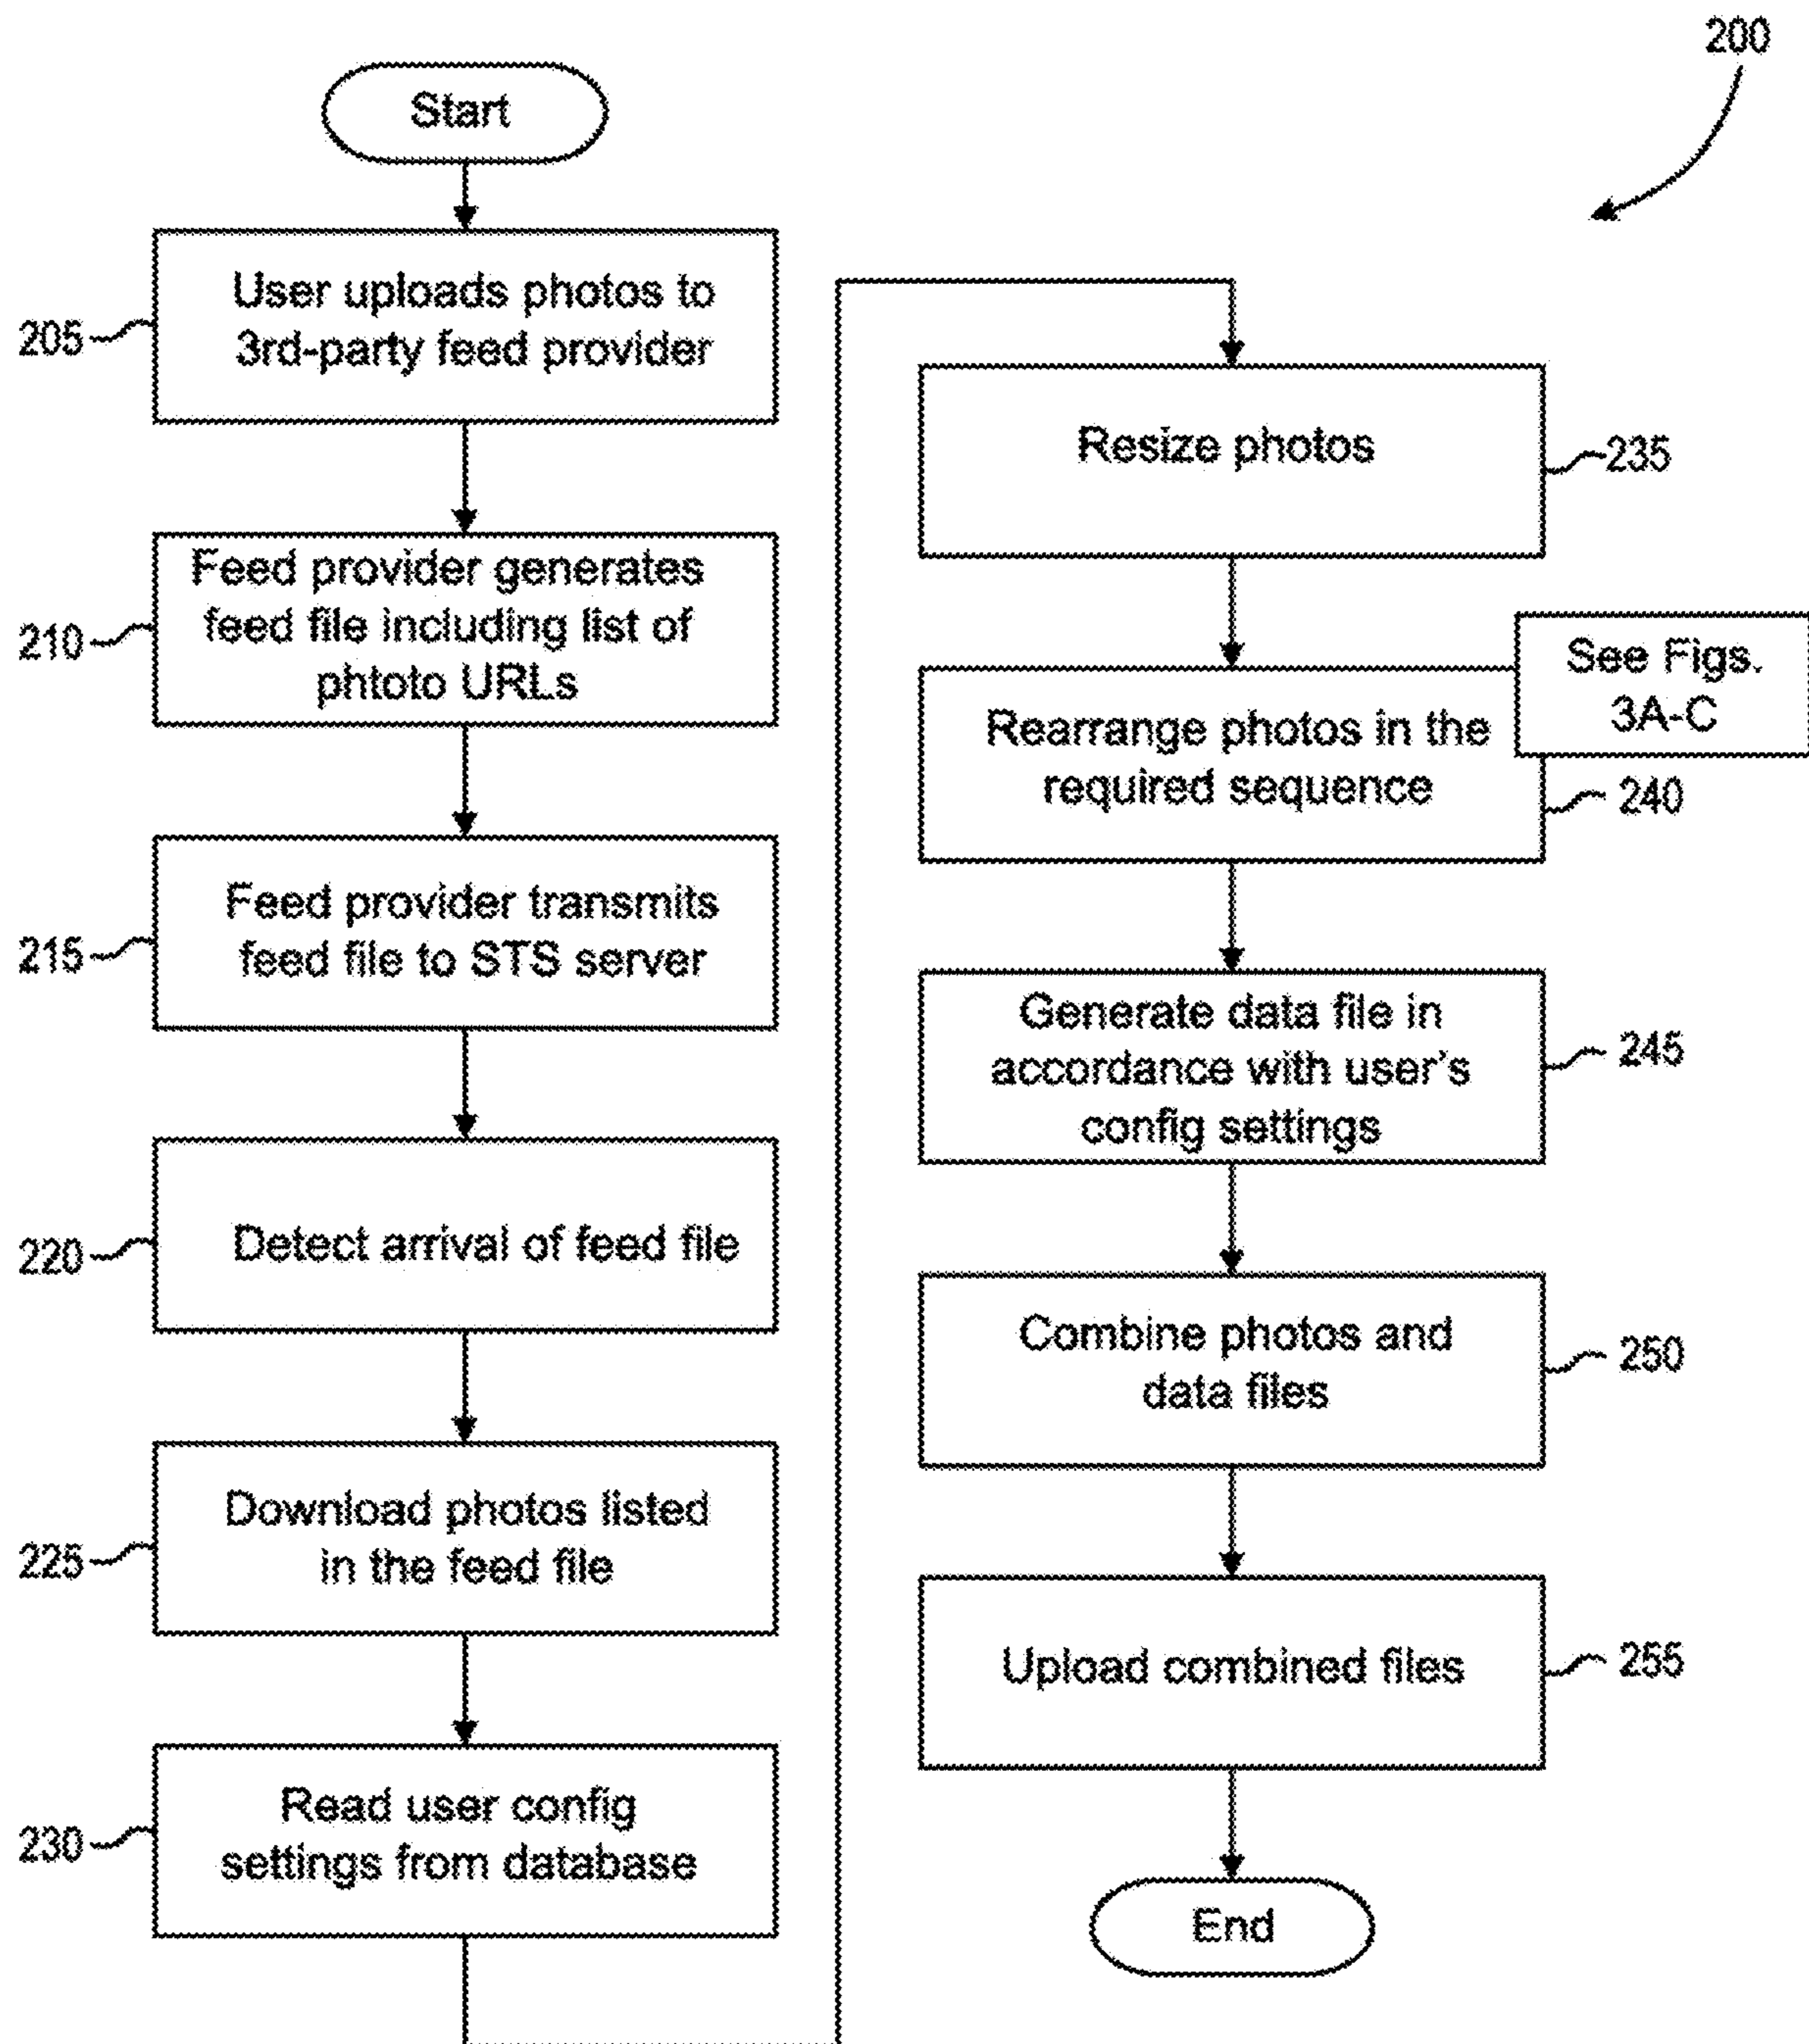 200
Start
User uploads photos to
3rd-party feed provider
205
Feed provider generates
feed file including list of
phtoto URLs
210
Feed provider transmits
feed file to STS server
215
Detect arrival of feed file
220
Download photos listed
in the feed file
225
Read user config
settings from database
230
Resize photos
235
See Figs.
3A-C
Rearrange photos in the
required sequence
240
Generate data file in
accordance with user's
config settings
245
Combine photos and
data files
250
Upload combined files
255
End